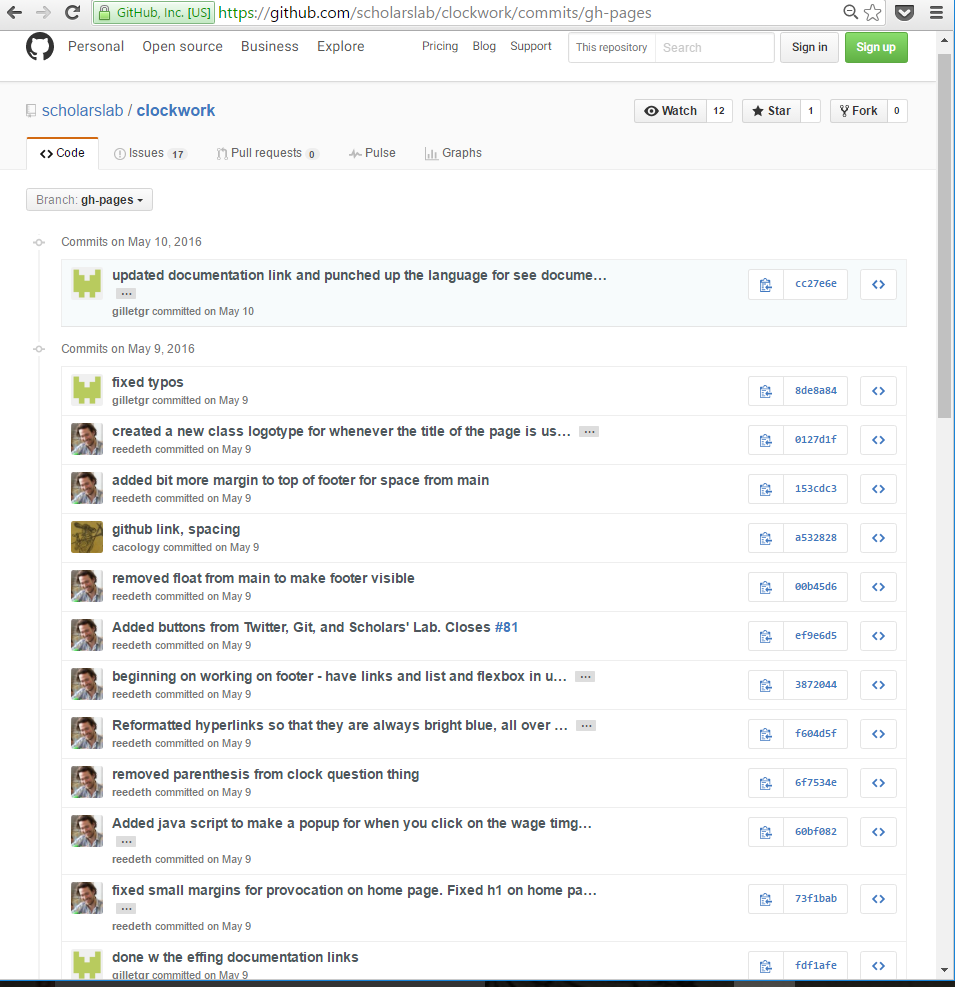 GitHub, Inc. [US] https://github.com/scholarslab/clockwork/commits/gh-pages
Personal Open source Business Explore Pricing Blog Support This repository Search Sign in Sign up
scholarslab / clockwork Watch 12 Star 1 Fork 0
Code Issues 17 Pull requests 0 Pulse Graphs
Branch: gh-pages
Commits on May 10, 2016
updated documentation link and punched up the language for see docume… cc27e6e
…
gilletgr committed on May 10
Commits on May 9, 2016
fixed typos 8de8a84
gilletgr committed on May 9
created a new class logotype for whenever the title of the page is us… … 0127d1f
reedeth committed on May 9
added bit more margin to top of footer for space from main 153cdc3
reedeth committed on May 9
github link, spacing a532828
cacology committed on May 9
removed float from main to make footer visible 00b45d6
reedeth committed on May 9
Added buttons from Twitter, Git, and Scholars' Lab. Closes #81 ef9e6d5
reedeth committed on May 9
beginning on working on footer - have links and list and flexbox in u… … 3872044
reedeth committed on May 9
Reformatted hyperlinks so that they are always bright blue, all over … … f604d5f
reedeth committed on May 9
removed parenthesis from clock question thing 6f7534e
reedeth committed on May 9
Added java script to make a popup for when you click on the wage timg… 60bf082
…
reedeth committed on May 9
fixed small margins for provocation on home page. Fixed h1 on home pa… 73f1bab
…
reedeth committed on May 9
done w the effing documentation links fdf1afe
gilletgr committed on May 9